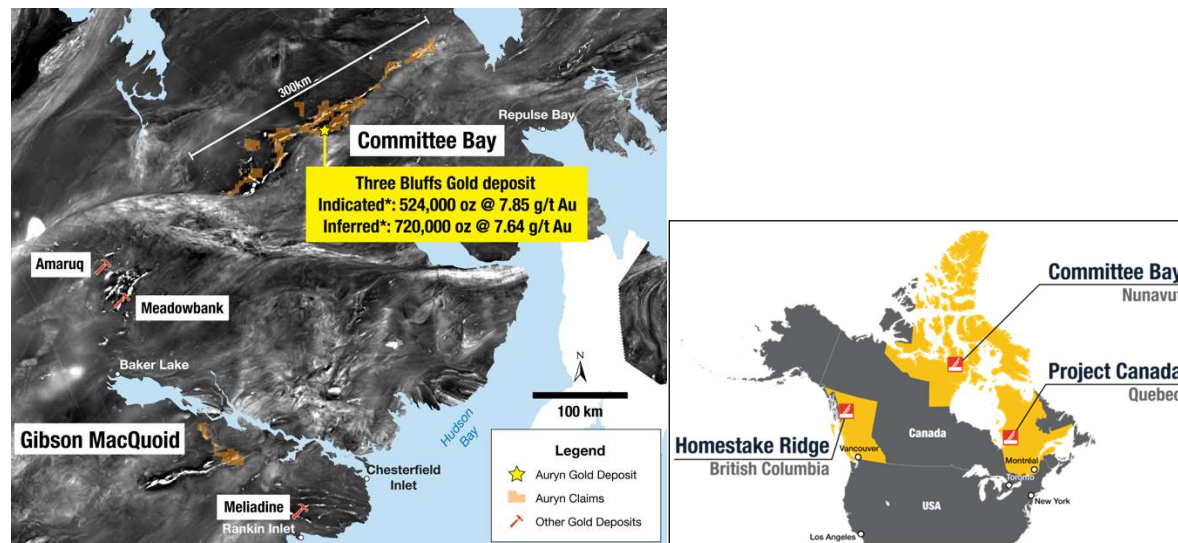 300km
Repulse Bay
Committee Bay
Three Bluffs Gold deposit
Indicated*: 524,000 oz @ 7.85 g/t Au
Inferred*: 720,000 oz @ 7.64 g/t Au
Amaruq
Meadowbank
Baker Lake
N
100 km
Hudson
Bay
Gibson MacQuoid
Chesterfield
Inlet
Meliadine
Rankin Inlet
Legend
Auryn Gold Deposit
Auryn Claims
Other Gold Deposits
Committee Bay
Nunavut
Project Canada
Quebec
Homestake Ridge
British Columbia
Canada
Vancouver
Montréal
Toronto
USA
New York
Los Angeles